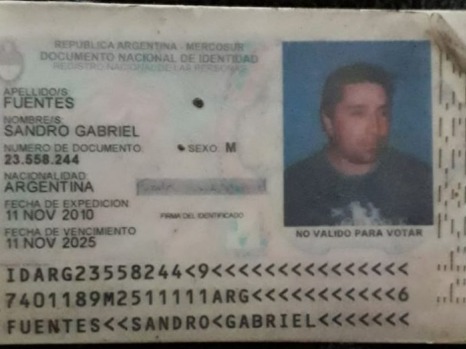 REPUBLICA ARGENTINA - MERCOSUR
DOCUMENTO NACIONAL DE IDENTIDAD
REGISTRO NACIONAL DE LAS PERSONAS
APELLIDO/S
FUENTES
NOMBRE/S
SANDRO GABRIEL
NUMERO DE DOCUMENTO SEXO M
23.558.244
NACIONALIDAD
ARGENTINA
FECHA DE EXPEDICIÓN
11 NOV 2010
FIRMA DEL IDENTIFICADO
FECHA DE VENCIMIENTO
11 NOV 2025
NO VALIDO PARA VOTAR
IDARG23558244<9<<<<<<<<<<<<<<<
7401189M2511111ARG<<<<<<<<<<<6
FUENTES<<SANDRO<GABRIEL<<<<<<<